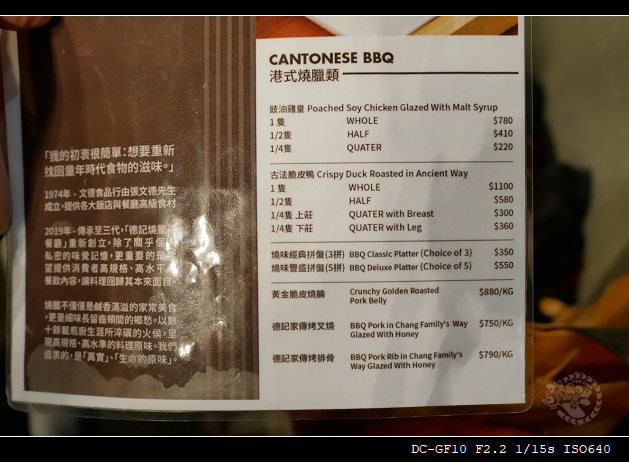 CANTONESE BBQ
港式燒臘類
豉油雞皇 Poached Soy Chicken Glazed With Malt Syrup
1 隻 WHOLE $780
1/2隻 HALF $410
1/4隻 QUATER $220
古法脆皮鴨 Crispy Duck Roasted in Ancient Way
1 隻 WHOLE $1100
1/2隻 HALF $580
1/4隻 上莊 QUATER with Breast $300
1/4隻 下莊 QUATER with Leg $360
燒味經典拼盤(3拼) BBQ Classic Platter (Choice of 3) $350
燒味豐盛拼盤(5拼) BBQ Deluxe Platter (Choice of 5) $550
黃金脆皮燒腩 Crunchy Golden Roasted Pork Belly $880/KG
德記家傳烤叉燒 BBQ Pork in Chang Family's Way Glazed With Honey $750/KG
德記家傳烤排骨 BBQ Pork Rib in Chang Family's Way Glazed With Honey $790/KG
「我的初衷很簡單：想要重新
找回童年時代食物的滋味。」
1974年 - 文德食品行由張文德先生
成立，提供各大飯店與餐廳高級食材
2019年 - 傳承至三代，「德記燒臘
餐廳」重新創立，除了關乎個
私密的味覺記憶，更重要的是
望提供消費者高規格、高水平
餐飲內容，讓料理回歸其本來面目。
燒臘不僅僅是鹹香滿溢的家常美食
，更是細味長留齒頰間的鄉愁。以數
十餘載庖廚生涯所淬礪的火侯，呈
現高規格、高水準的料理原味。我們
追求的，是「真實」、「生命的原味」。
DC-GF10 F2.2 1/15s ISO640